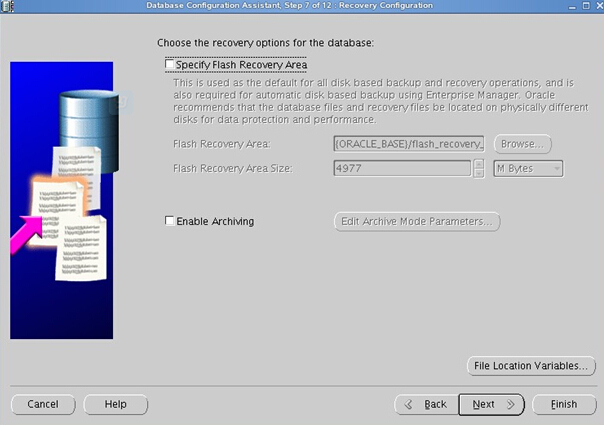 Database Configuration Assistant, Step 7 of 12 : Recovery Configuration
Choose the recovery options for the database:
Specify Flash Recovery Area
This is used as the default for all disk based backup and recovery operations, and is
also required for automatic disk based backup using Enterprise Manager. Oracle
recommends that the database files and recovery files be located on physically different
disks for data protection and performance.
Flash Recovery Area: {ORACLE_BASE}/flash_recovery_ Browse...
Flash Recovery Area Size: 4977 M Bytes
Enable Archiving Edit Archive Mode Parameters...
File Location Variables...
Cancel Help Back Next Finish